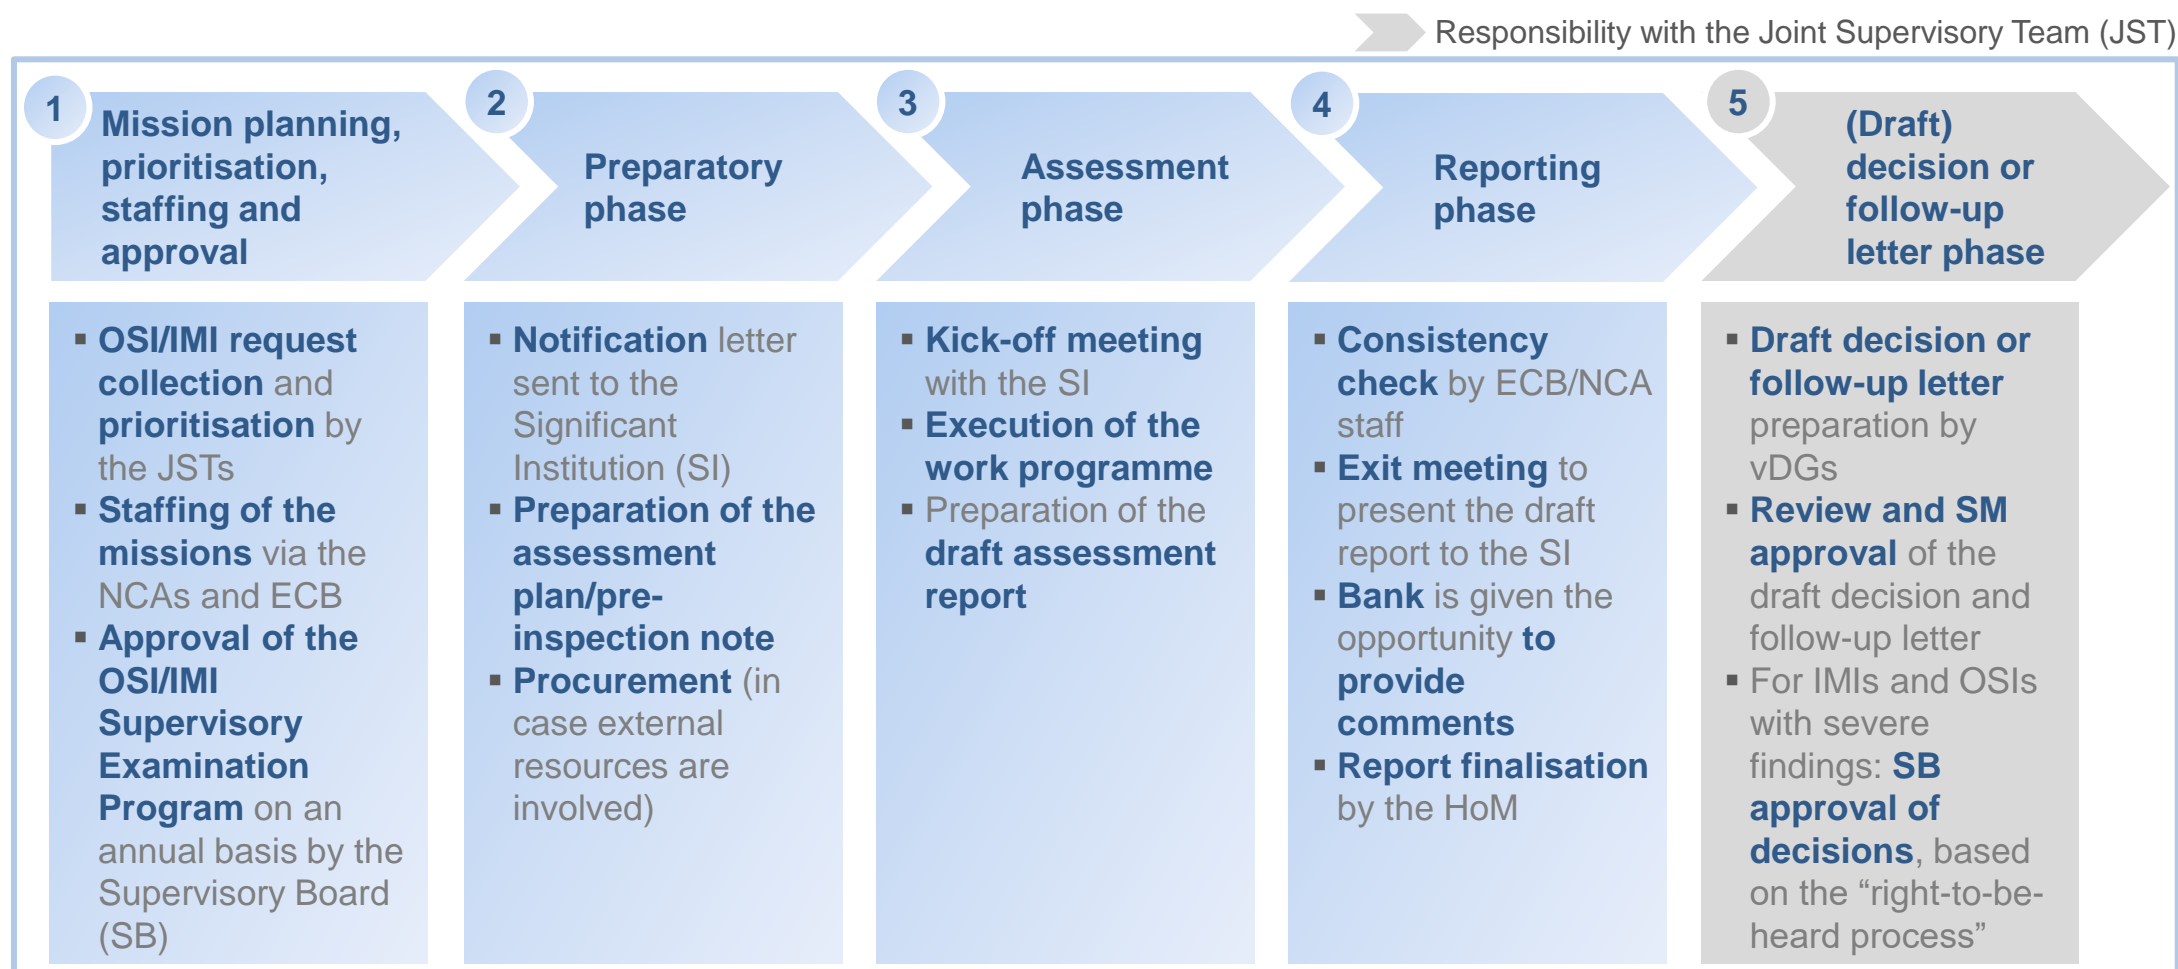 Responsibility with the Joint Supervisory Team (JST)
1
Mission planning,
prioritisation,
staffing and
approval
▪ OSI/IMI request
collection and
prioritisation by
the JSTs
▪ Staffing of the
missions via the
NCAs and ECB
▪ Approval of the
OSI/IMI
Supervisory
Examination
Program on an
annual basis by the
Supervisory Board
(SB)
2
Preparatory
phase
▪ Notification letter
sent to the
Significant
Institution (SI)
▪ Preparation of the
assessment
plan/pre-
inspection note
▪ Procurement (in
case external
resources are
involved)
3
Assessment
phase
▪ Kick-off meeting
with the SI
▪ Execution of the
work programme
▪ Preparation of the
draft assessment
report
4
Reporting
phase
▪ Consistency
check by ECB/NCA
staff
▪ Exit meeting to
present the draft
report to the SI
▪ Bank is given the
opportunity to
provide
comments
▪ Report finalisation
by the HoM
5
(Draft)
decision or
follow-up
letter phase
▪ Draft decision or
follow-up letter
preparation by
vDGs
▪ Review and SM
approval of the
draft decision and
follow-up letter
▪ For IMIs and OSIs
with severe
findings: SB
approval of
decisions, based
on the “right-to-be-
heard process”